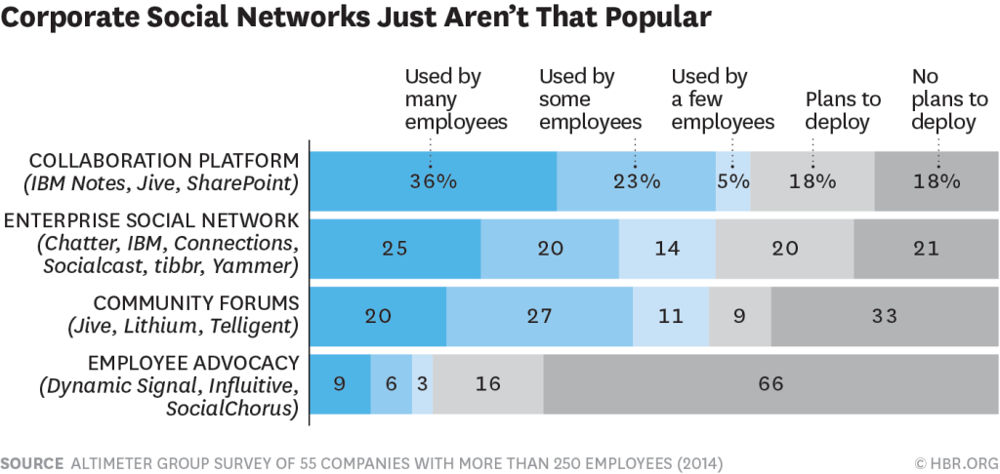 Corporate Social Networks Just Aren’t That Popular
Used by
many
employees
Used by
some
employees
Used by
a few
employees
Plans to
deploy
No
plans to
deploy
COLLABORATION PLATFORM
(IBM Notes, Jive, SharePoint)
36%
23%
5%
18%
18%
ENTERPRISE SOCIAL NETWORK
(Chatter, IBM, Connections,
Socialcast, tibbr, Yammer)
25
20
14
20
21
COMMUNITY FORUMS
(Jive, Lithium, Telligent)
20
27
11
9
33
EMPLOYEE ADVOCACY
(Dynamic Signal, Influitive,
SocialChorus)
9
6
3
16
66
SOURCE ALTIMETER GROUP SURVEY OF 55 COMPANIES WITH MORE THAN 250 EMPLOYEES (2014)
© HBR.ORG